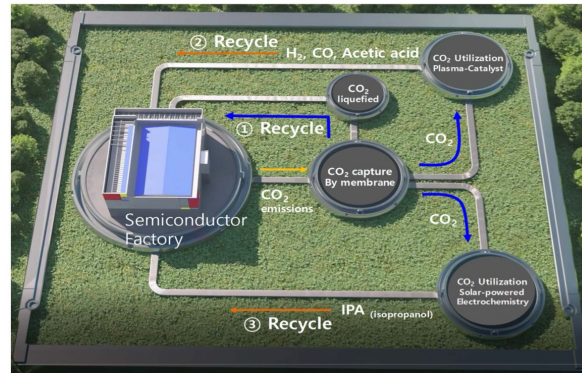 ② Recycle
H₂, CO, Acetic acid
CO₂ Utilization
Plasma-Catalyst
CO₂
liquefied
① Recycle
CO₂
CO₂ capture
By membrane
CO₂
emissions
Semiconductor
Factory
CO₂
CO₂ Utilization
Solar-powered
Electrochemistry
IPA (isopropanol)
③ Recycle